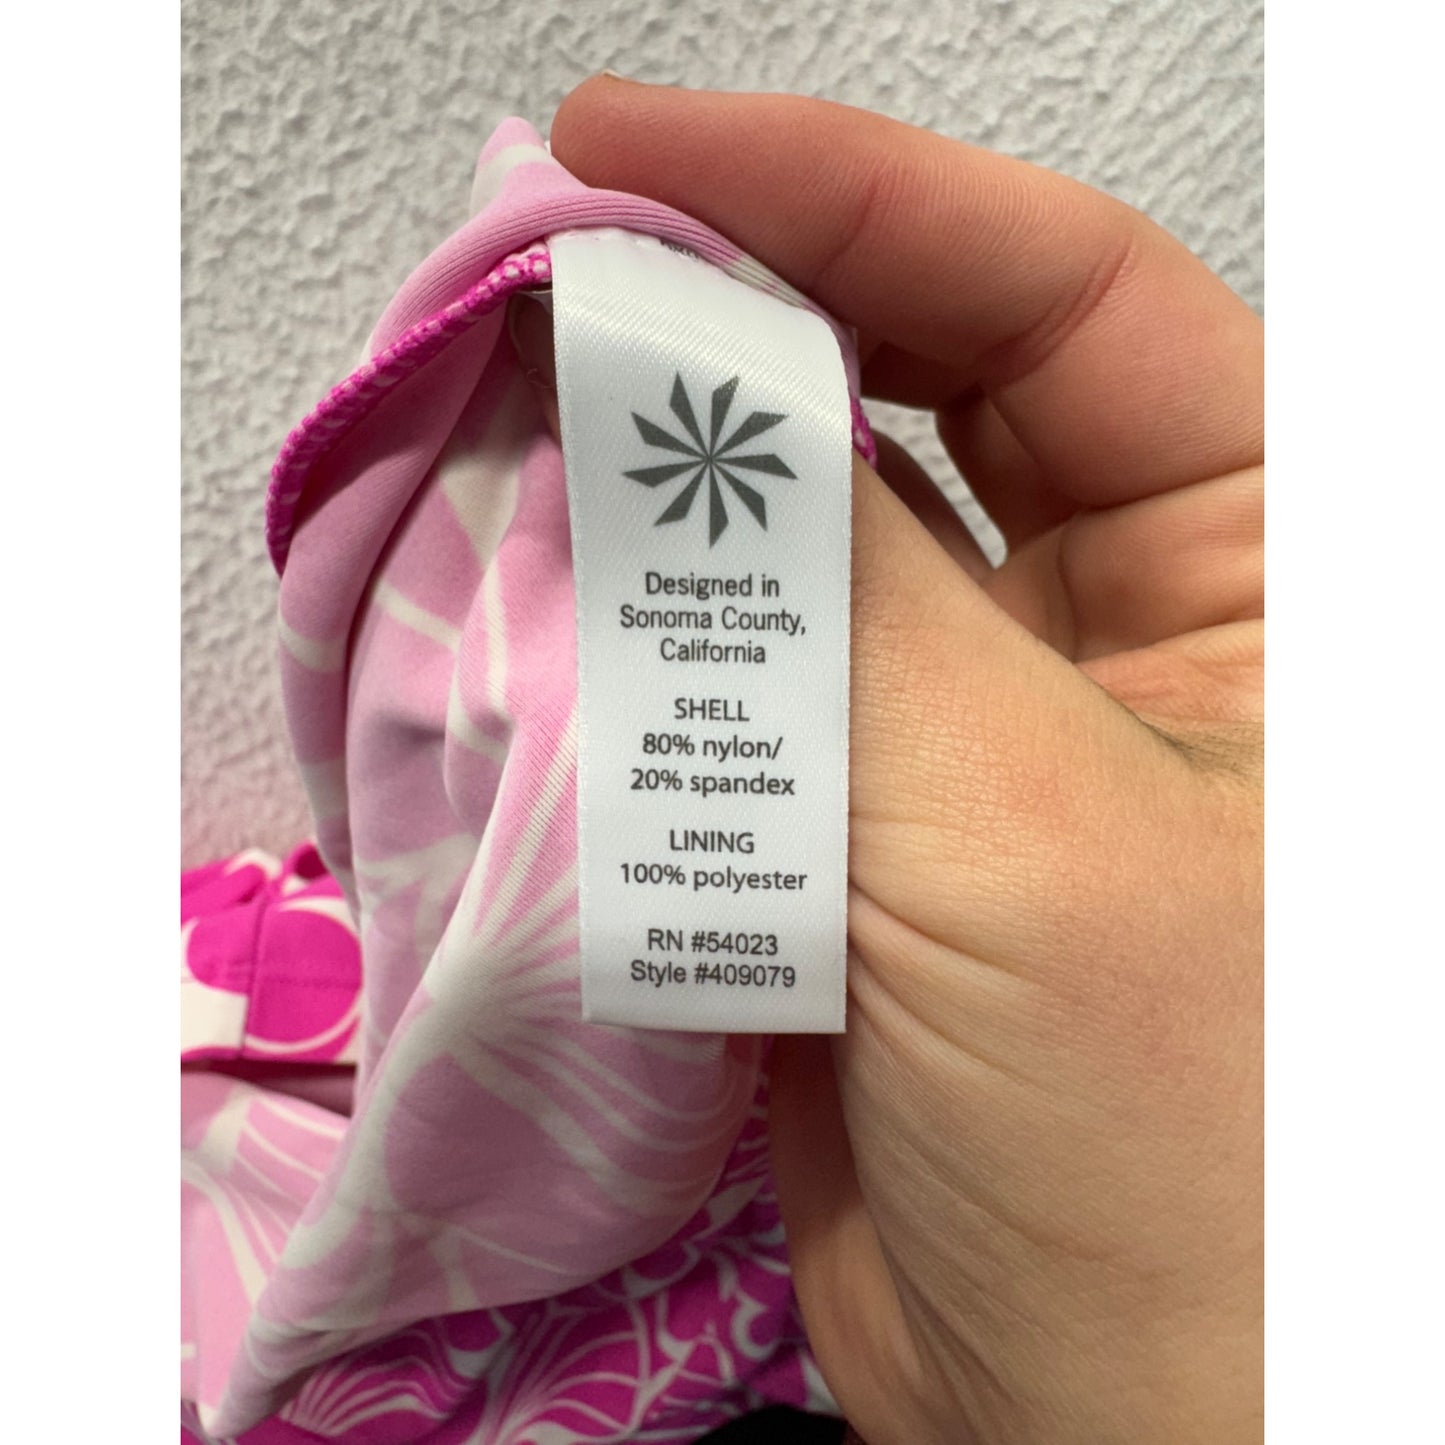 Designed in
Sonoma County,
California
SHELL
80% nylon/
20% spandex
LINING
100% polyester
RN #54023
Style #409079